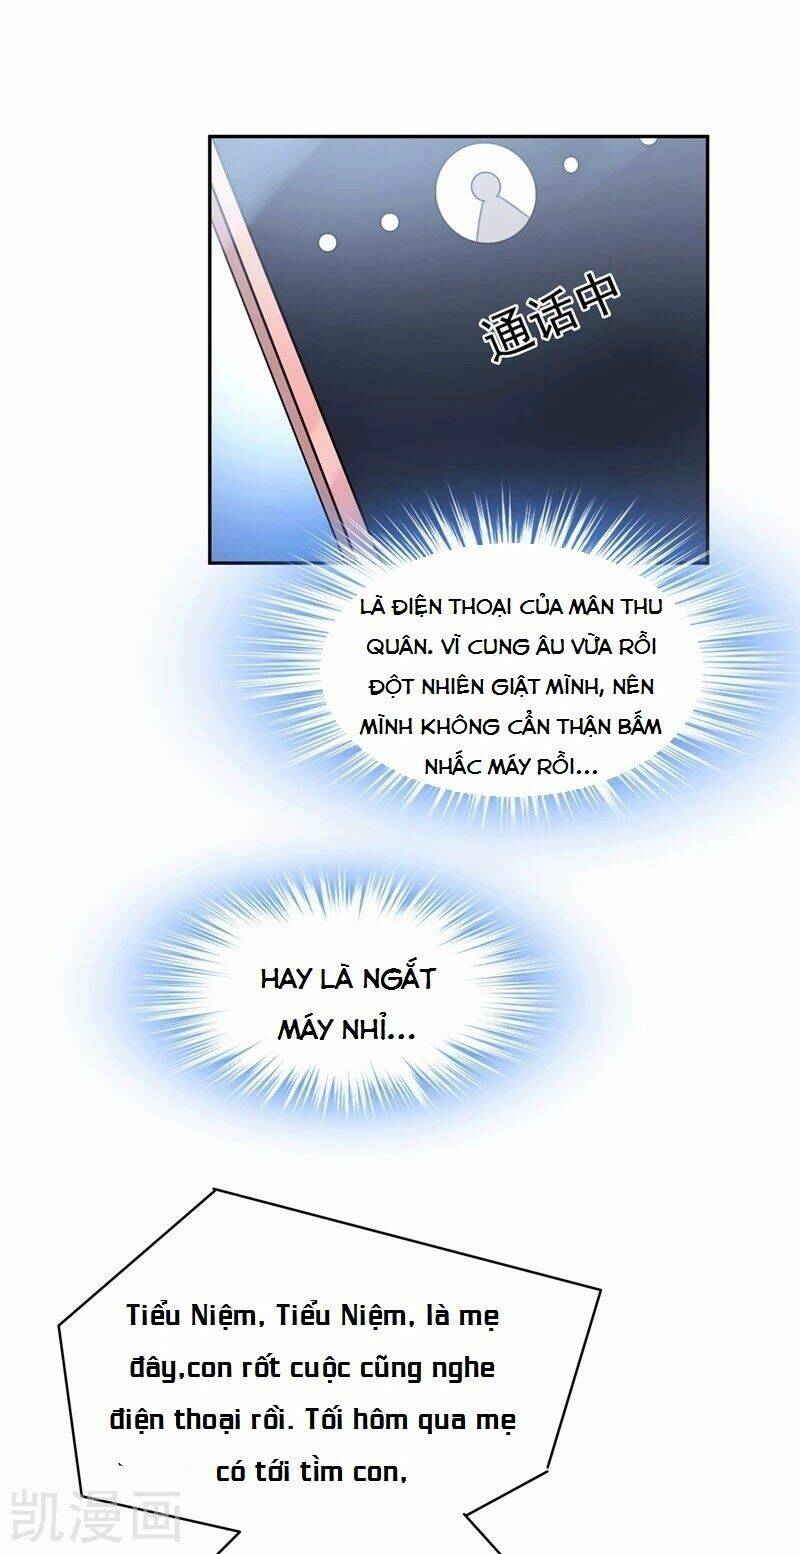 通话中
LÀ ĐIỆN THOẠI CỦA MÂN THU
QUÂN. VÌ CUNG ÂU VỪA RỒI
ĐỘT NHIÊN GIẬT MÌNH, NÊN
MÌNH KHÔNG CẨN THẬN BẤM
NHẤC MÁY RỒI...
HAY LÀ NGẮT
MÁY NHỈ...
Tiểu Niệm, Tiểu Niệm, là mẹ
đây,con rốt cuộc cũng nghe
điện thoại rồi. Tối hôm qua mẹ
có tới tìm con,
凯漫画